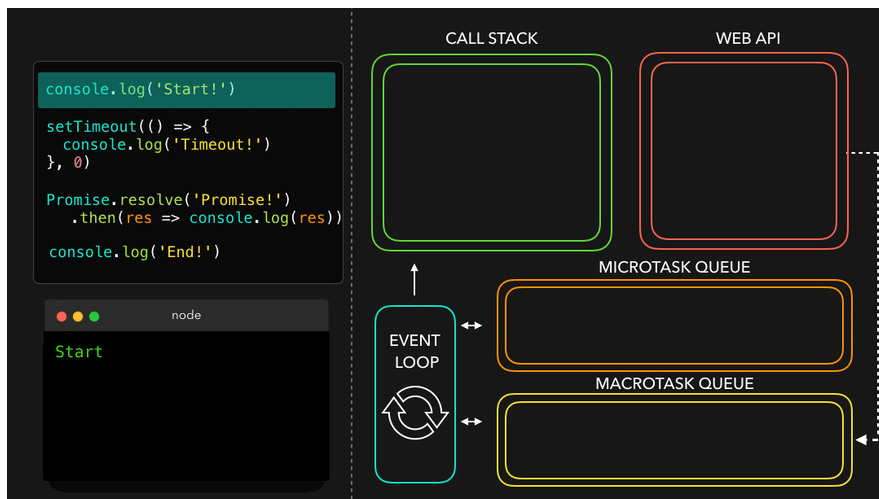 console.log('Start!')
setTimeout(() => {
  console.log('Timeout!')
}, 0)
Promise.resolve('Promise!')
  .then(res => console.log(res))
console.log('End!')
node
Start
CALL STACK
WEB API
MICROTASK QUEUE
EVENT
LOOP
MACROTASK QUEUE